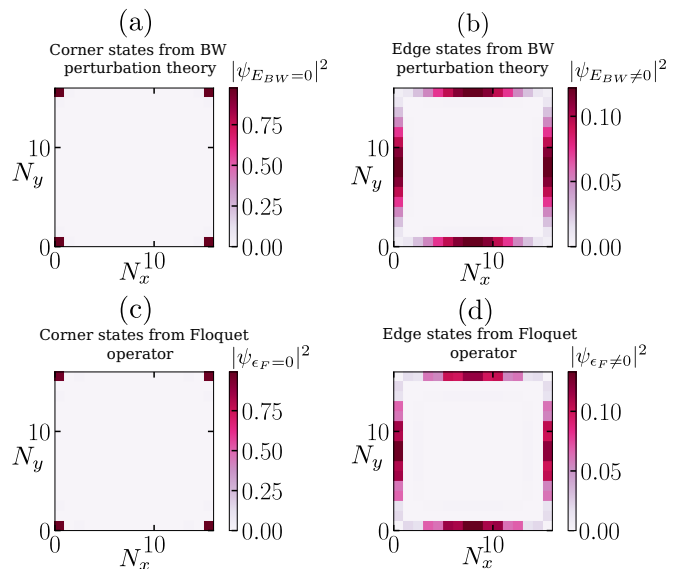 (a)
Corner states from BW
perturbation theory
|ψ_{E_{BW}=0}|²
0.75
0.50
0.25
0.00
10
0
N_y
0
10
N_x
(b)
Edge states from BW
perturbation theory
|ψ_{E_{BW}≠0}|²
0.10
0.05
0.00
10
0
N_y
0
10
N_x
(c)
Corner states from Floquet
operator
|ψ_{ϵ_F=0}|²
0.75
0.50
0.25
0.00
10
0
N_y
0
10
N_x
(d)
Edge states from Floquet
operator
|ψ_{ϵ_F≠0}|²
0.10
0.05
0.00
10
0
N_y
0
10
N_x